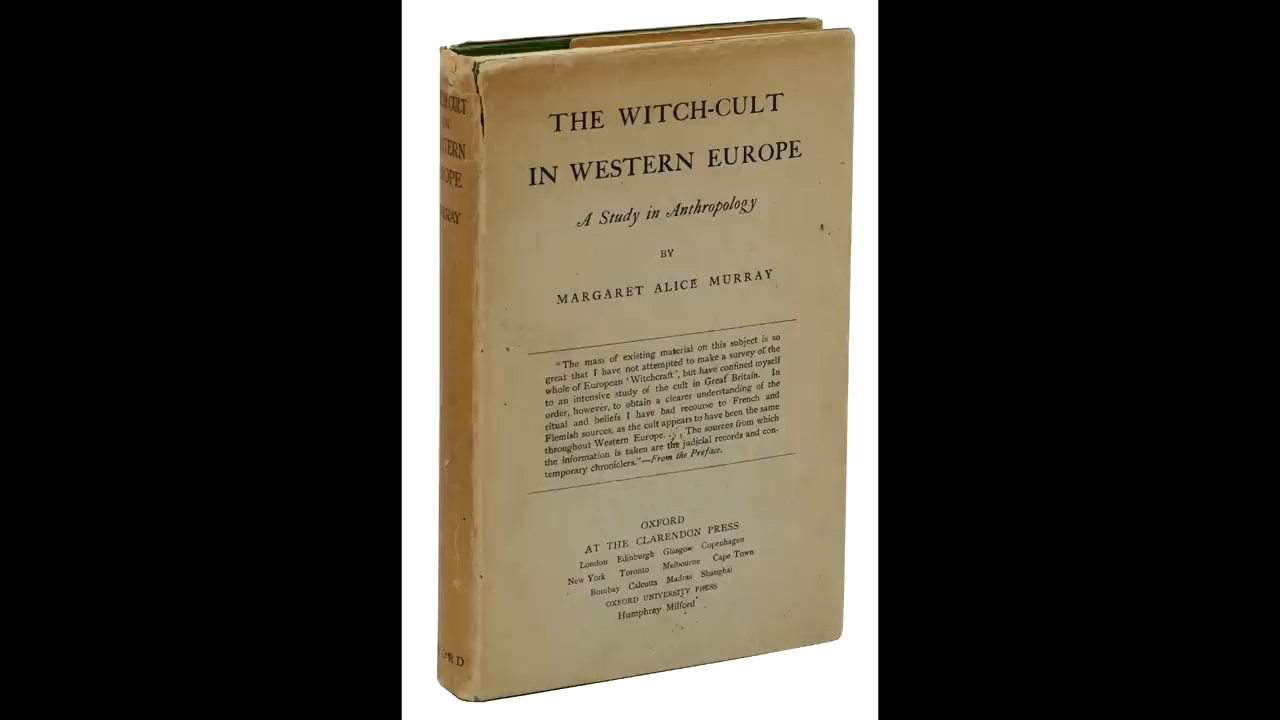 THE WITCH-CULT
IN WESTERN EUROPE
A Study in Anthropology
BY
MARGARET ALICE MURRAY
"The mass of existing material on this subject is so
great that I have not attempted to make a survey of the
whole of European 'Witchcraft', but have confined myself
to an intensive study of the cult in Great Britain. In
order, however, to obtain a clearer understanding of the
ritual and beliefs I have had recourse to French and
Flemish sources, as the cult appears to have been the same
throughout Western Europe. . . . The sources from which
the information is taken are the judicial records and con-
temporary chroniclers."—From the Preface.
OXFORD
AT THE CLARENDON PRESS
London Edinburgh Glasgow Copenhagen
New York Toronto Melbourne Cape Town
Bombay Calcutta Madras Shanghai
OXFORD UNIVERSITY PRESS
Humphrey Milford